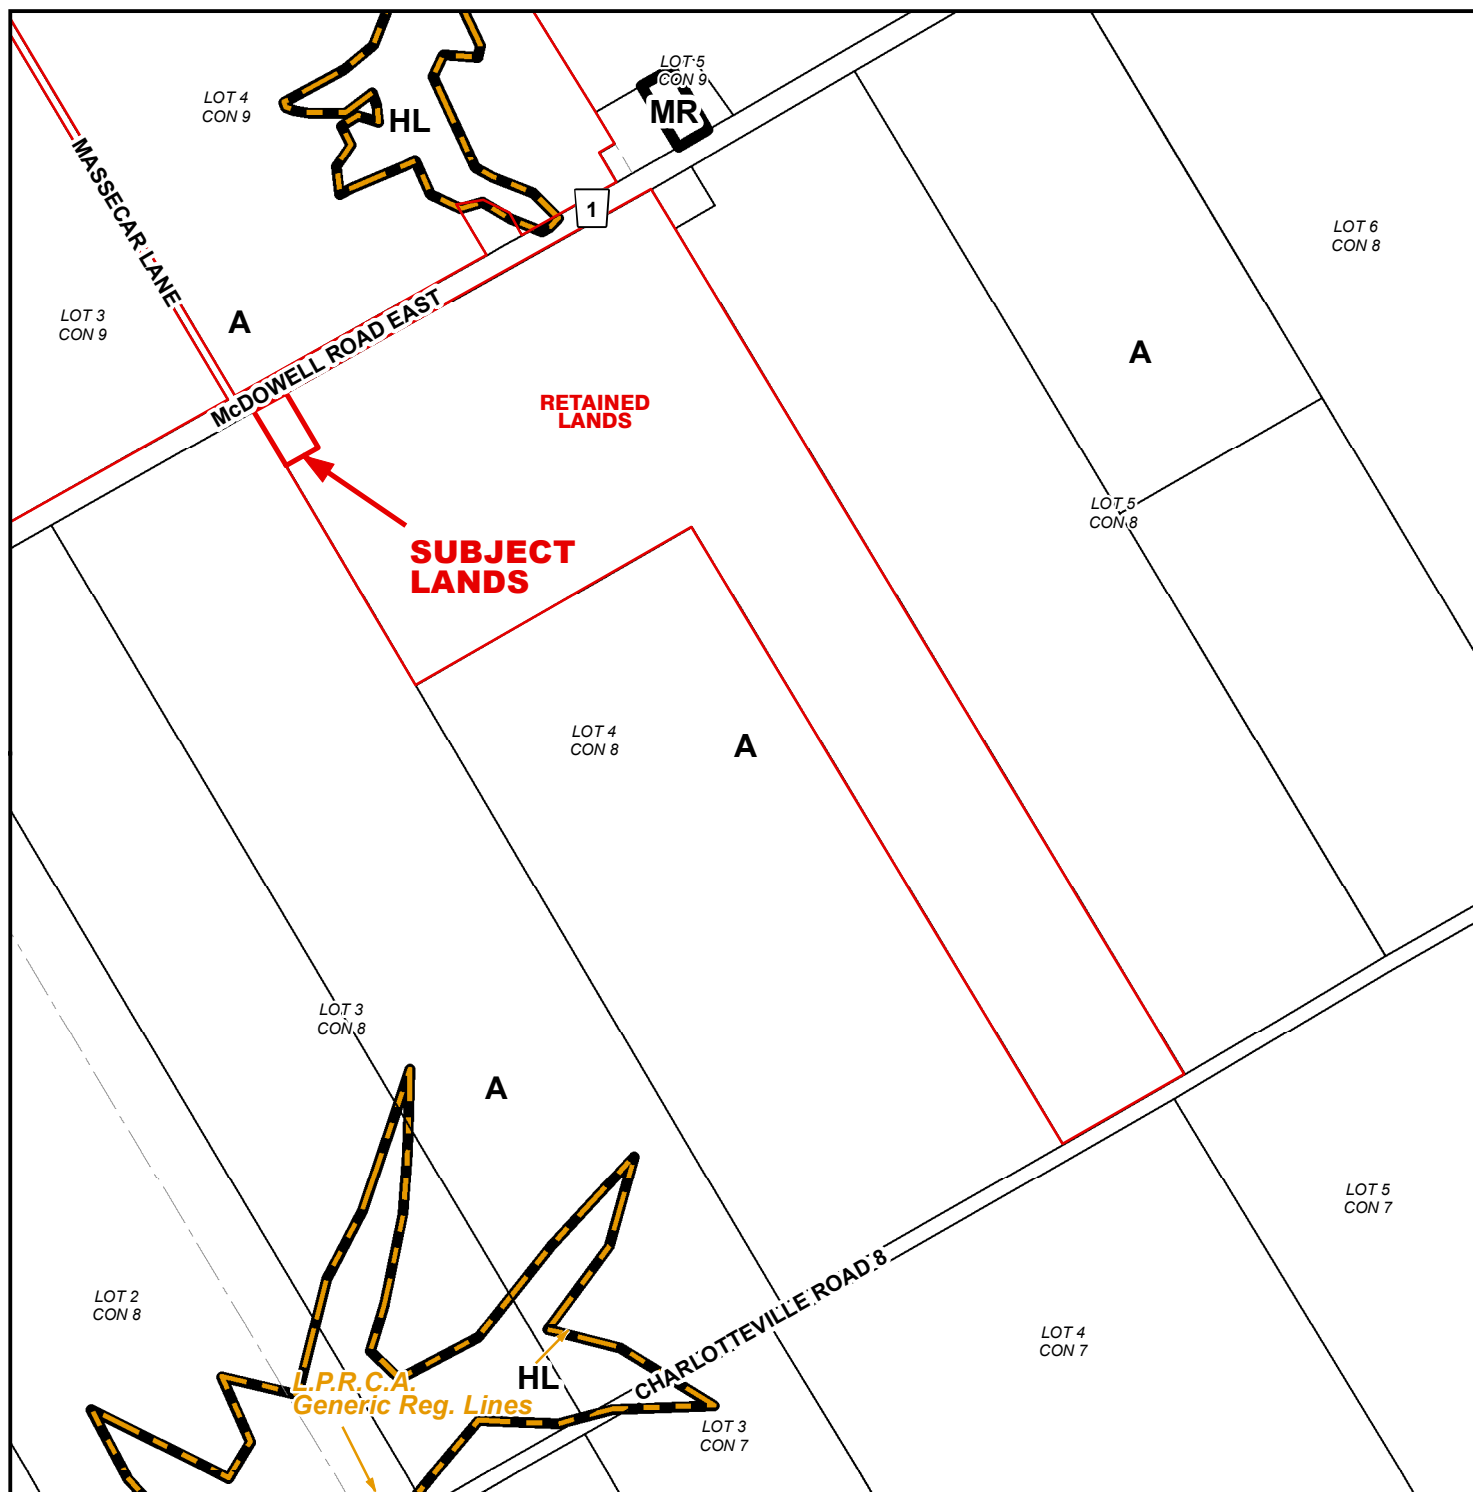 LOT 5
CON 9
LOT 4
CON 9
MR
HL
MASSECAR LANE
1
LOT 6
CON 8
LOT 3
CON 9
A
McDOWELL ROAD EAST
A
RETAINED
LANDS
LOT 5
CON 8
SUBJECT
LANDS
LOT 4
CON 8
A
LOT 3
CON 8
A
LOT 5
CON 7
LOT 2
CON 8
CHARLOTTEVILLE ROAD 8
LOT 4
CON 7
HL
L.P.R.C.A.
Generic Reg. Lines
LOT 3
CON 7